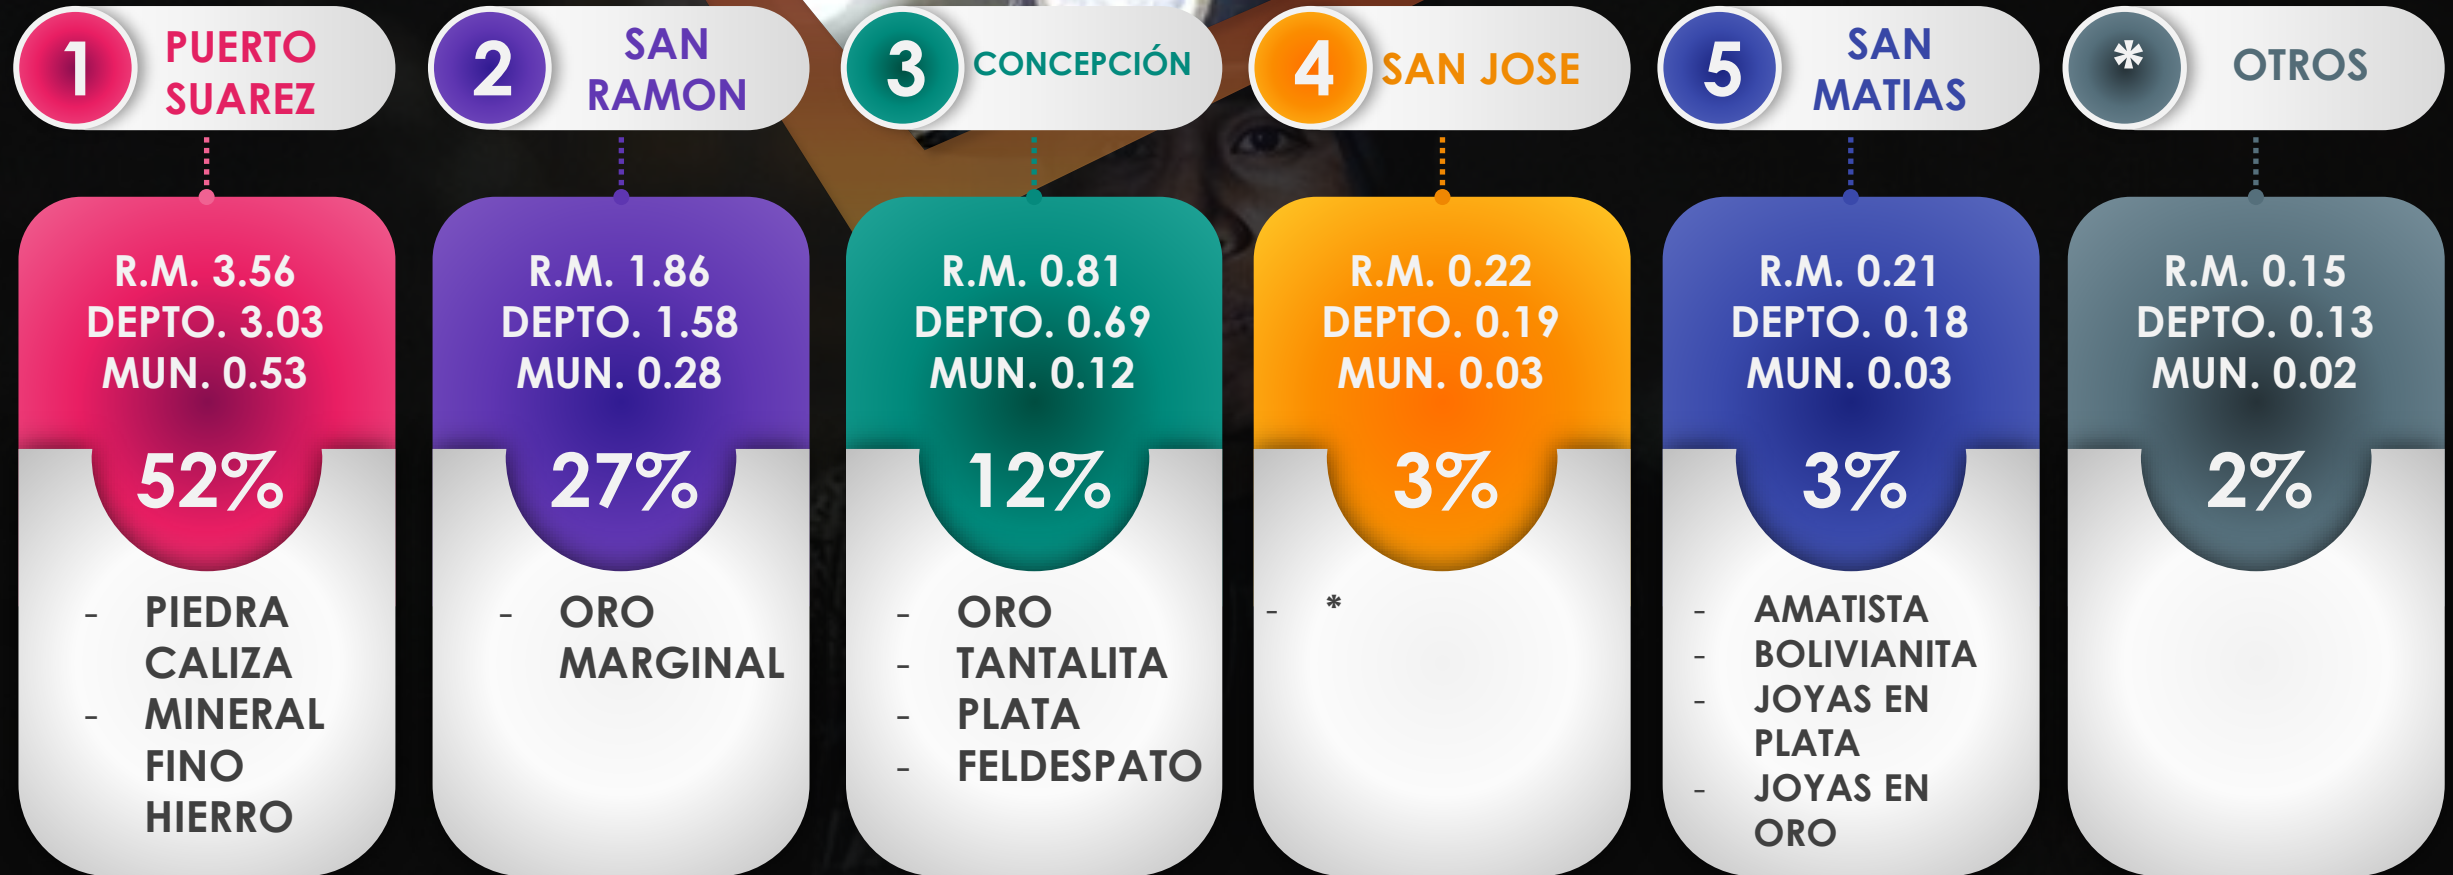 1
PUERTO
SUAREZ
R.M. 3.56
DEPTO. 3.03
MUN. 0.53
52%
- PIEDRA
CALIZA
- MINERAL
FINO
HIERRO
2
SAN
RAMON
R.M. 1.86
DEPTO. 1.58
MUN. 0.28
27%
- ORO
MARGINAL
3
CONCEPCIÓN
R.M. 0.81
DEPTO. 0.69
MUN. 0.12
12%
- ORO
- TANTALITA
- PLATA
- FELDESPATO
4
SAN JOSE
R.M. 0.22
DEPTO. 0.19
MUN. 0.03
3%
- *
5
SAN
MATIAS
R.M. 0.21
DEPTO. 0.18
MUN. 0.03
3%
- AMATISTA
- BOLIVIANITA
- JOYAS EN
PLATA
- JOYAS EN
ORO
*
OTROS
R.M. 0.15
DEPTO. 0.13
MUN. 0.02
2%